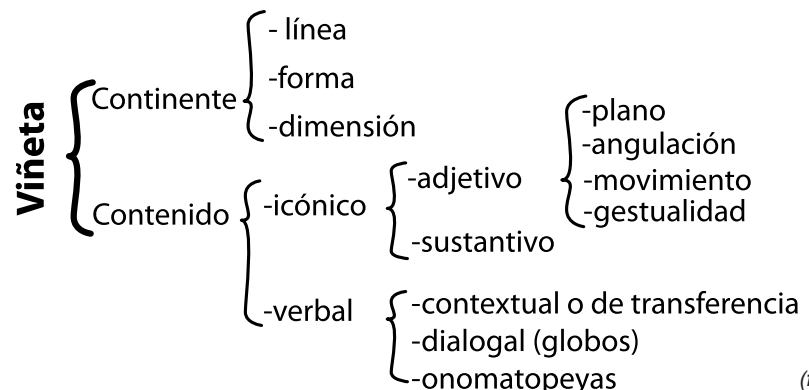 Viñeta
Continente
- línea
-forma
-dimensión
Contenido
-icónico
-adjetivo
-plano
-angulación
-movimiento
-gestualidad
-sustantivo
-verbal
-contextual o de transferencia
-dialogal (globos)
-onomatopeyas